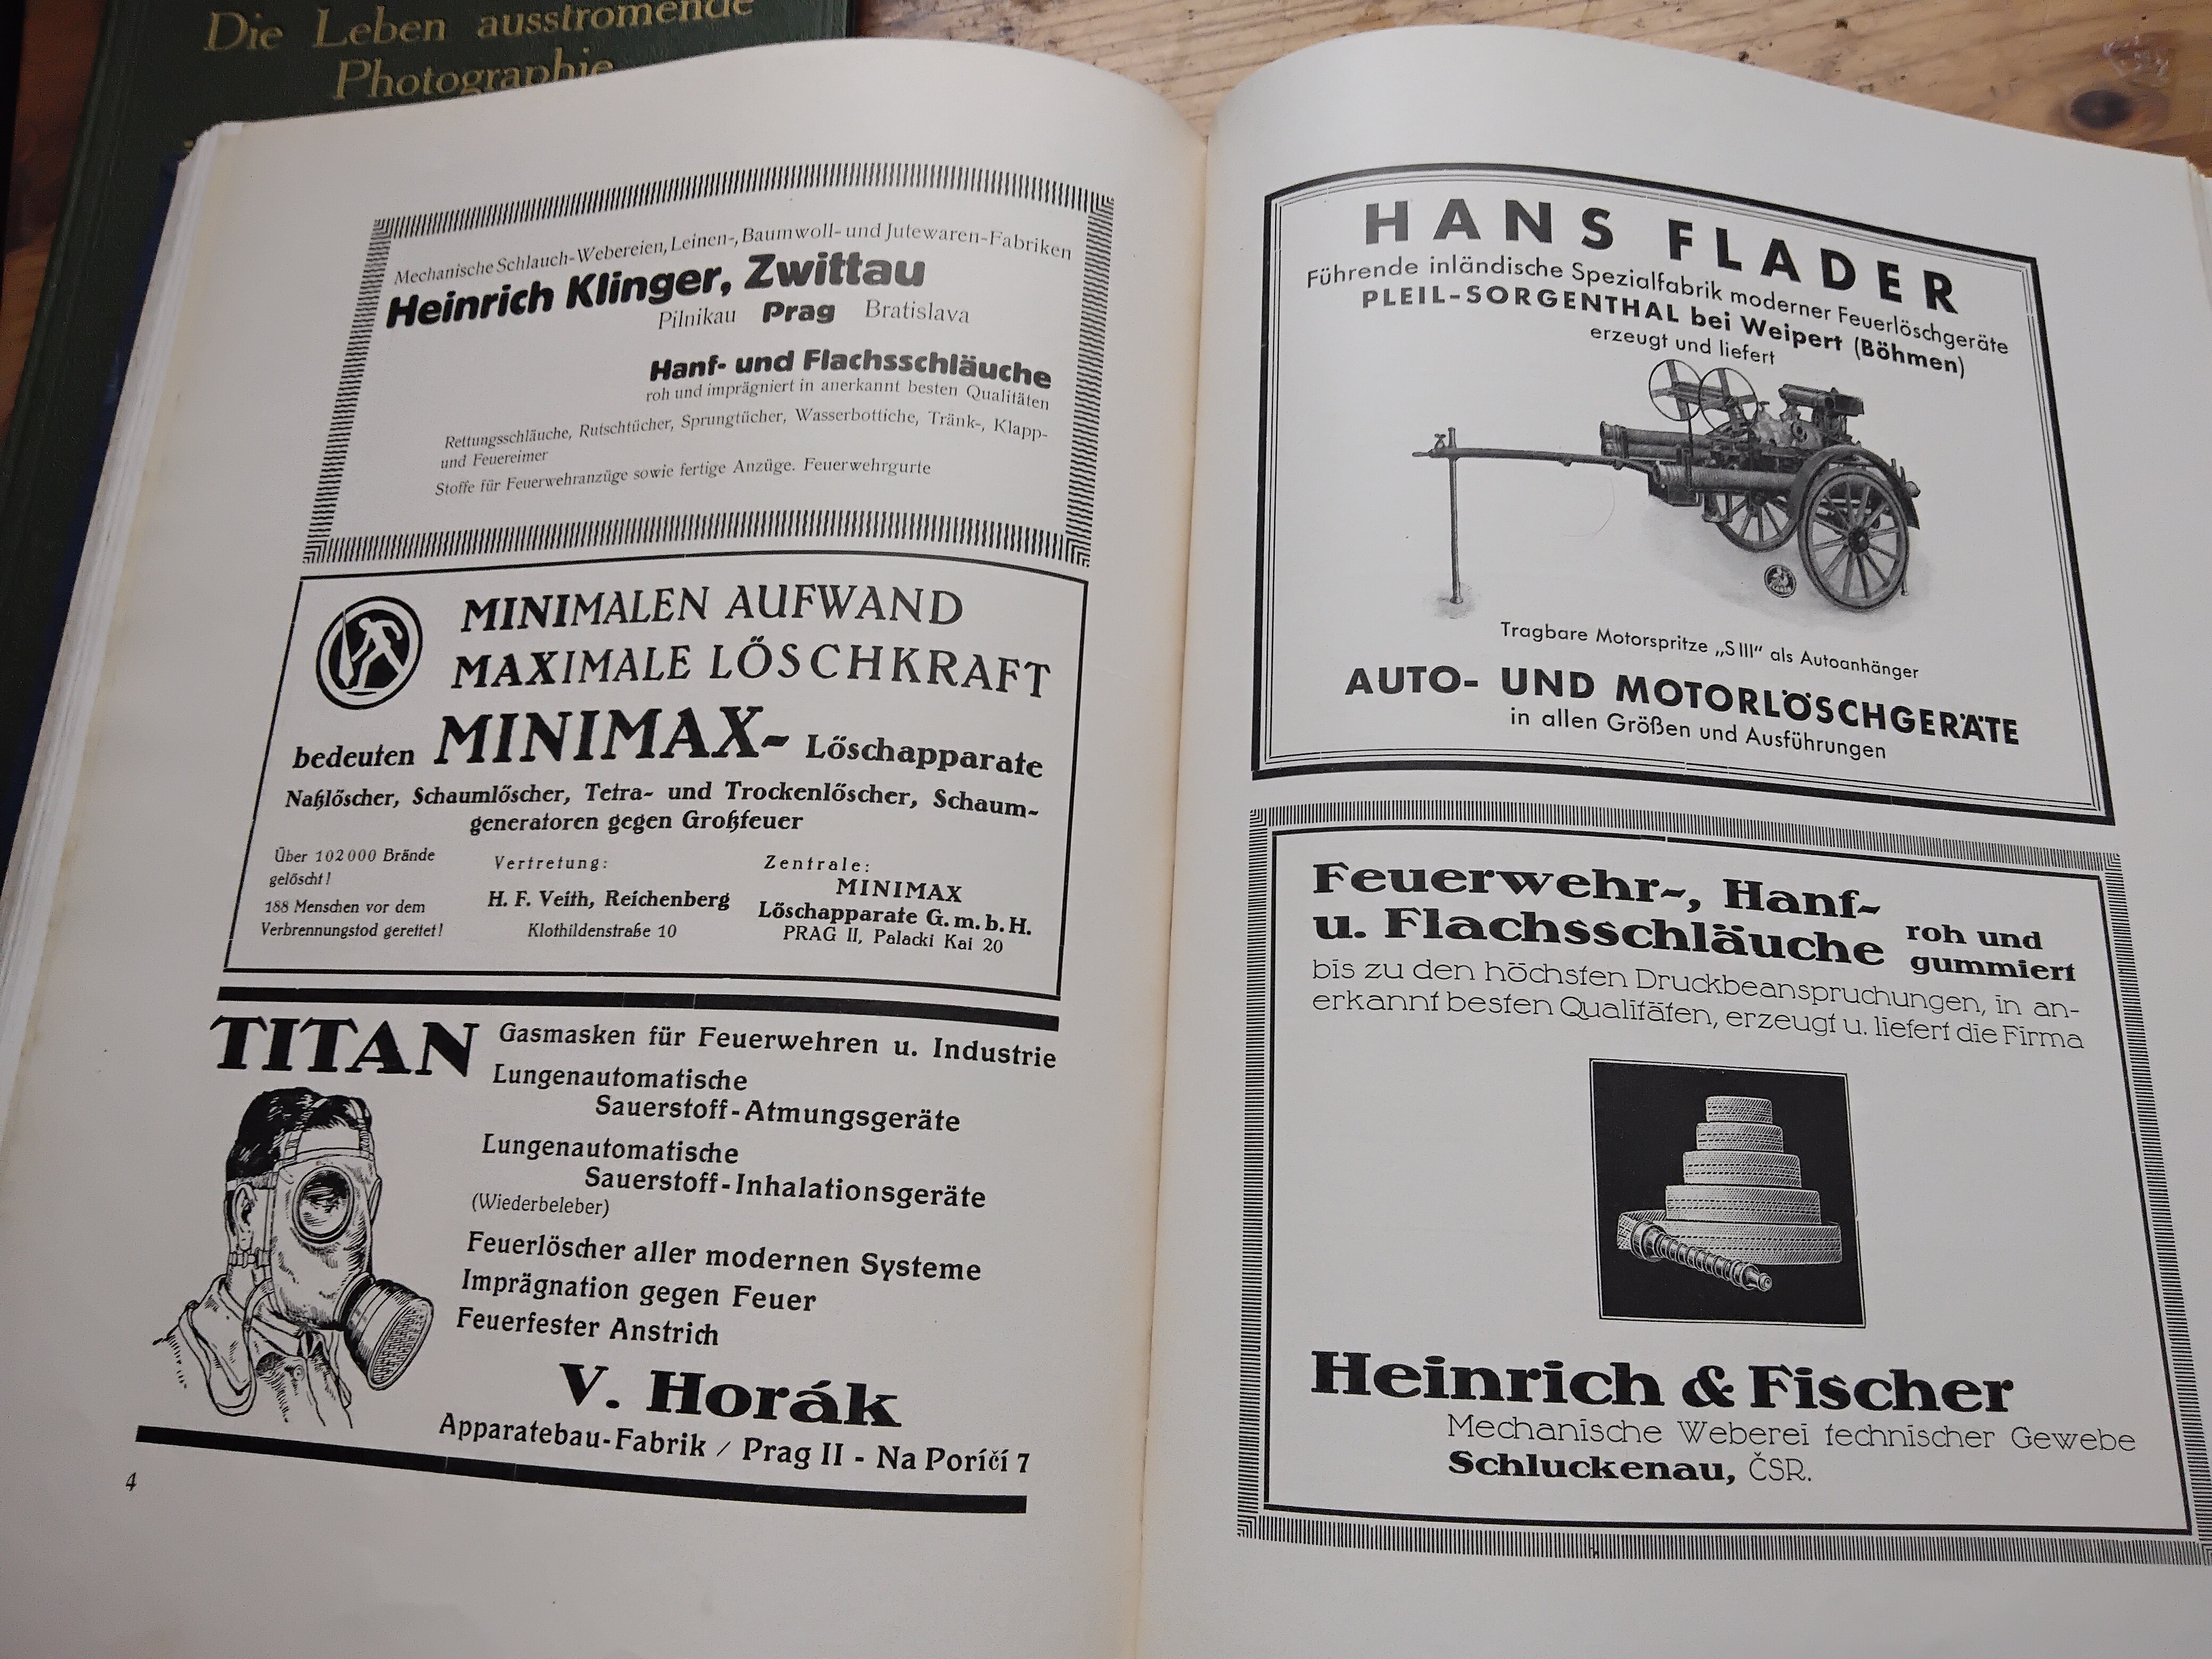 Die Leben ausströmende
Photographie
Mechanische Schlauch-Webereien, Leinen-, Baumwoll- und Jutewaren-Fabriken
Heinrich Klinger, Zwittau
Pilnikau Prag Bratislava
Hanf- und Flachsschläuche
roh und imprägniert in anerkannt besten Qualitäten
Rettungsschläuche, Rutschtücher, Sprungtücher, Wasserbottiche, Tränk-, Klapp-
und Feuereimer
Stoffe für Feuerwehranzüge sowie fertige Anzüge. Feuerwehrgurte
MINIMALEN AUFWAND
MAXIMALE LÖSCHKRAFT
bedeuten MINIMAX- Löschapparate
Naßlöscher, Schaumlöscher, Tetra- und Trockenlöscher, Schaum-
generatoren gegen Großfeuer
Über 102000 Brände
gelöscht!
188 Menschen vor dem
Verbrennungstod gerettet!
Vertretung:
H. F. Veith, Reichenberg
Klothildenstraße 10
Zentrale:
MINIMAX
Löschapparate G. m. b. H.
PRAG II, Palacki Kai 20
TITAN Gasmasken für Feuerwehren u. Industrie
Lungenautomatische
Sauerstoff-Atmungsgeräte
Lungenautomatische
Sauerstoff-Inhalationsgeräte
(Wiederbeleber)
Feuerlöscher aller modernen Systeme
Imprägnation gegen Feuer
Feuerfester Anstrich
V. Horák
Apparatebau-Fabrik / Prag II - Na Poríčí 7
4
HANS FLADER
Führende inländische Spezialfabrik moderner Feuerlöschgeräte
PLEIL-SORGENTHAL bei Weipert (Böhmen)
erzeugt und liefert
Tragbare Motorspritze „S III" als Autoanhänger
AUTO- UND MOTORLÖSCHGERÄTE
in allen Größen und Ausführungen
Feuerwehr-, Hanf-
u. Flachsschläuche roh und
gummiert
bis zu den höchsten Druckbeanspruchungen, in an-
erkannt besten Qualitäten, erzeugt u. liefert die Firma
Heinrich & Fischer
Mechanische Weberei technischer Gewebe
Schluckenau, ČSR.